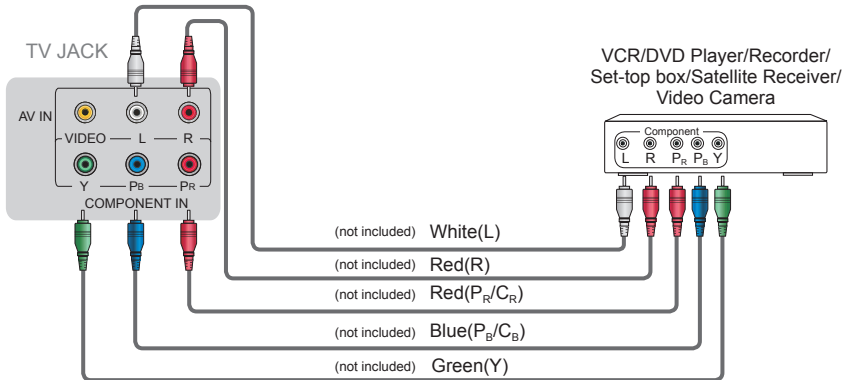 TV JACK
AV IN
VIDEO L R
Y PB PR
COMPONENT IN
VCR/DVD Player/Recorder/
Set-top box/Satellite Receiver/
Video Camera
Component
L R PR PB Y
(not included) White(L)
(not included) Red(R)
(not included) Red(PR/CR)
(not included) Blue(PB/CB)
(not included) Green(Y)